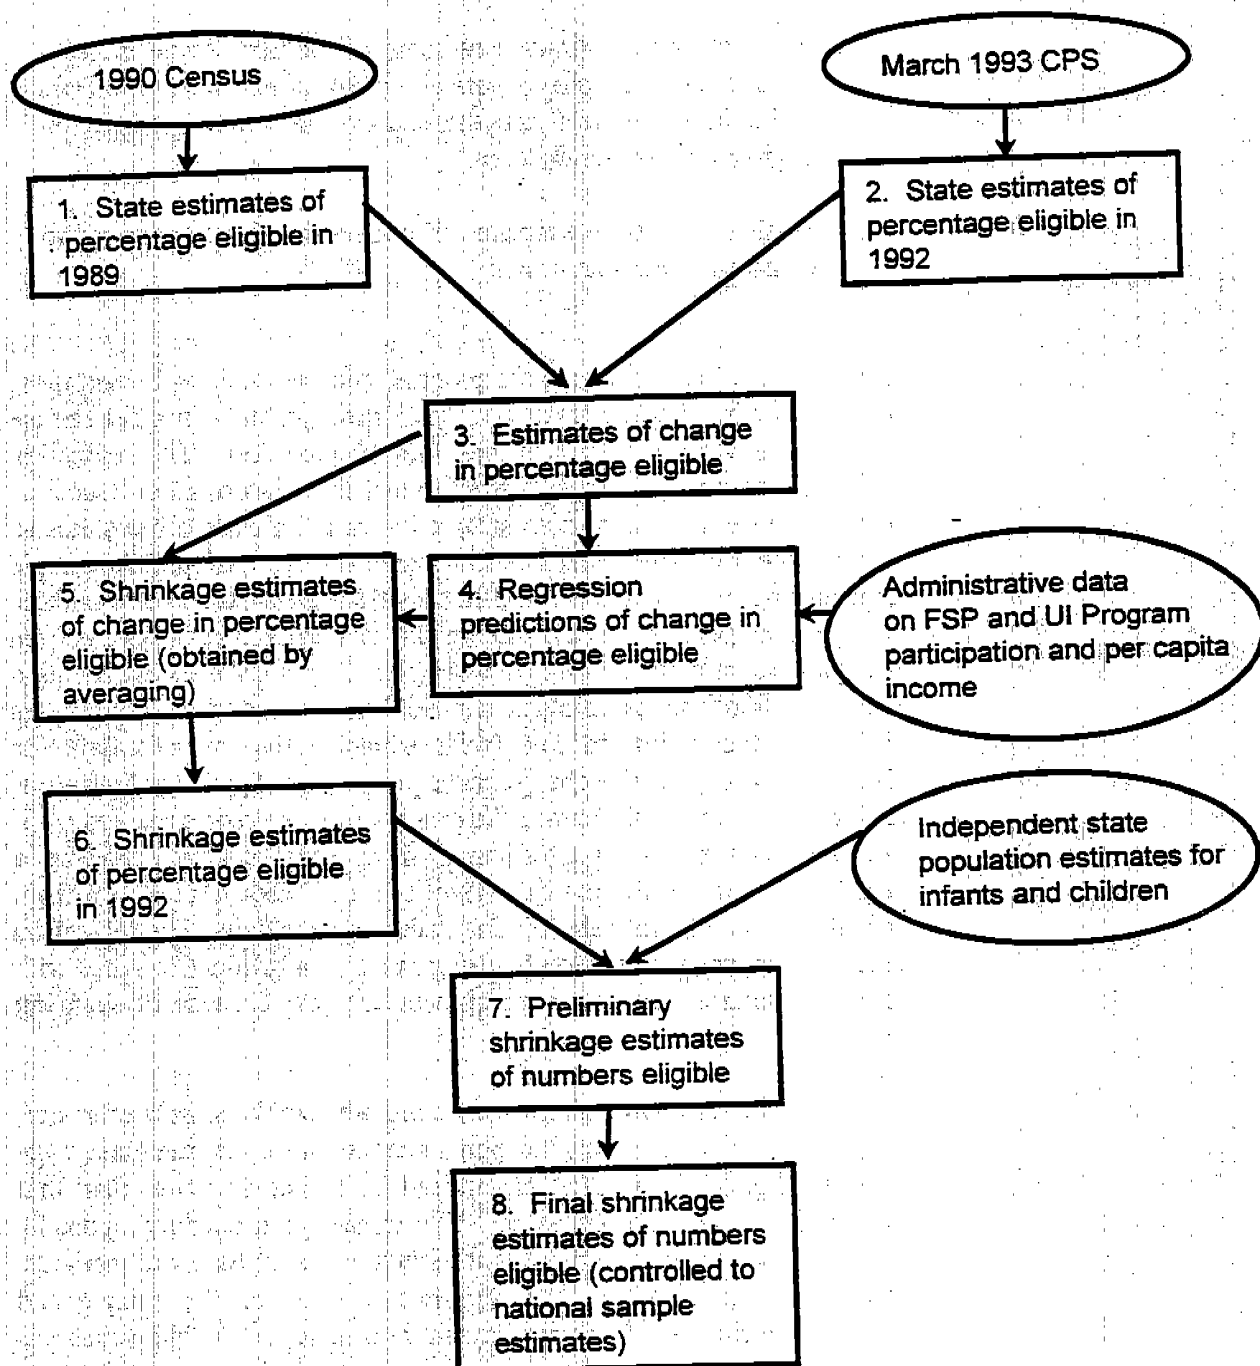 1990 Census
March 1993 CPS
1. State estimates of
percentage eligible in
1989
2. State estimates of
percentage eligible in
1992
3. Estimates of change
in percentage eligible
5. Shrinkage estimates
of change in percentage
eligible (obtained by
averaging)
4. Regression
predictions of change in
percentage eligible
Administrative data
on FSP and UI Program
participation and per capita
income
6. Shrinkage estimates
of percentage eligible
in 1992
Independent state
population estimates for
infants and children
7. Preliminary
shrinkage estimates
of numbers eligible
8. Final shrinkage
estimates of numbers
eligible (controlled to
national sample
estimates)